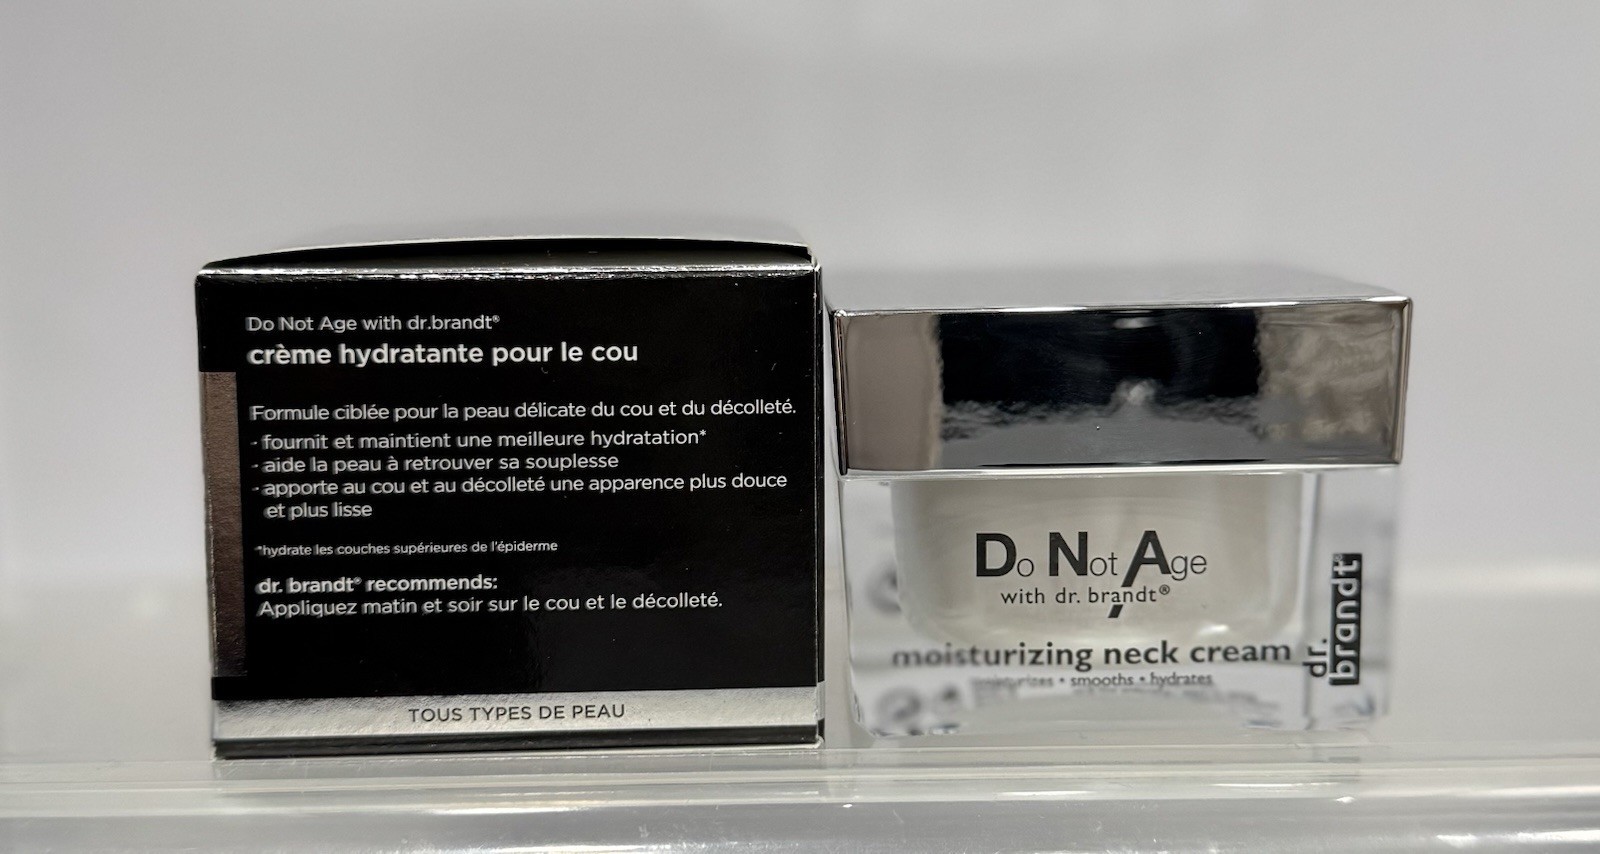 Do Not Age with dr.brandt®
crème hydratante pour le cou
Formule ciblée pour la peau délicate du cou et du décolleté.
- fournit et maintient une meilleure hydratation*
- aide la peau à retrouver sa souplesse
- apporte au cou et au décolleté une apparence plus douce
et plus lisse
*hydrate les couches supérieures de l'épiderme
dr. brandt® recommends:
Appliquez matin et soir sur le cou et le décolleté.
TOUS TYPES DE PEAU
Do Not Age
with dr. brandt®
moisturizing neck cream
moisturizes • smooths • hydrates
dr.
brandt®